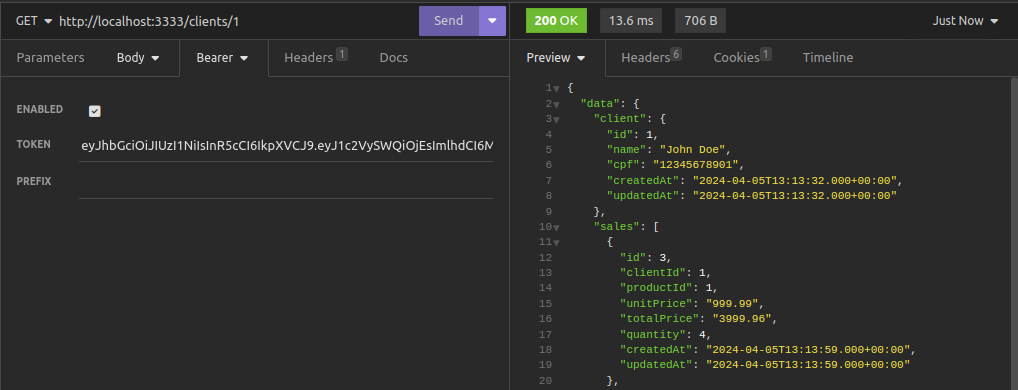 GET http://localhost:3333/clients/1 Send
Parameters Body Bearer Headers 1 Docs
ENABLED
TOKEN eyJhbGciOiJIUzI1NiIsInR5cCI6IkpXVCJ9.eyJ1c2VySWQiOjEsImlhdCI6M
PREFIX
200 OK 13.6 ms 706 B Just Now
Preview Headers 6 Cookies 1 Timeline
1 {
2 "data": {
3 "client": {
4 "id": 1,
5 "name": "John Doe",
6 "cpf": "12345678901",
7 "createdAt": "2024-04-05T13:13:32.000+00:00",
8 "updatedAt": "2024-04-05T13:13:32.000+00:00"
9 },
10 "sales": [
11 {
12 "id": 3,
13 "clientId": 1,
14 "productId": 1,
15 "unitPrice": "999.99",
16 "totalPrice": "3999.96",
17 "quantity": 4,
18 "createdAt": "2024-04-05T13:13:59.000+00:00",
19 "updatedAt": "2024-04-05T13:13:59.000+00:00"
20 },